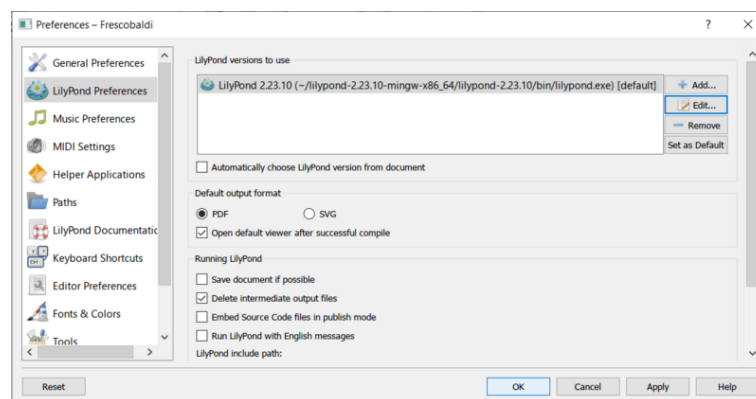 Preferences – Frescobaldi
?
General Preferences
LilyPond Preferences
Music Preferences
MIDI Settings
Helper Applications
Paths
LilyPond Documentatic
Keyboard Shortcuts
Editor Preferences
Fonts & Colors
Tools
LilyPond versions to use
LilyPond 2.23.10 (~/lilypond-2.23.10-mingw-x86_64/lilypond-2.23.10/bin/lilypond.exe) [default]
Add...
Edit...
Remove
Set as Default
Automatically choose LilyPond version from document
Default output format
PDF
SVG
Open default viewer after successful compile
Running LilyPond
Save document if possible
Delete intermediate output files
Embed Source Code files in publish mode
Run LilyPond with English messages
LilyPond include path:
Reset
OK
Cancel
Apply
Help